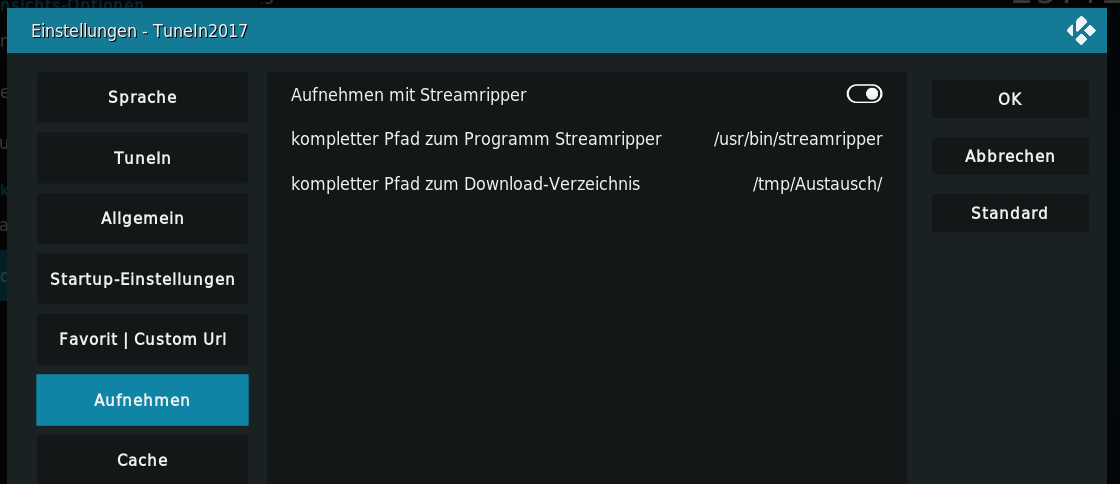 nsichts-Optionen
Einstellungen - TuneIn2017
Sprache
TuneIn
Allgemein
Startup-Einstellungen
Favorit | Custom Url
Aufnehmen
Cache
Aufnehmen mit Streamripper
kompletter Pfad zum Programm Streamripper /usr/bin/streamripper
kompletter Pfad zum Download-Verzeichnis /tmp/Austausch/
OK
Abbrechen
Standard